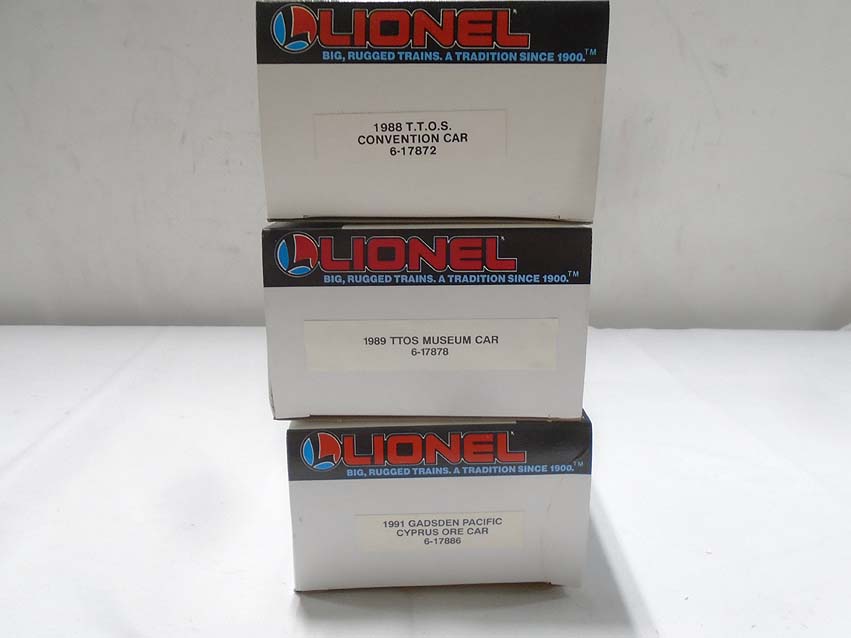 LIONEL
BIG, RUGGED TRAINS. A TRADITION SINCE 1900.™
1988 T.T.O.S.
CONVENTION CAR
6-17872
LIONEL
BIG, RUGGED TRAINS. A TRADITION SINCE 1900.™
1989 TTOS MUSEUM CAR
6-17878
LIONEL
BIG, RUGGED TRAINS. A TRADITION SINCE 1900.™
1991 GADSDEN PACIFIC
CYPRUS ORE CAR
6-17886